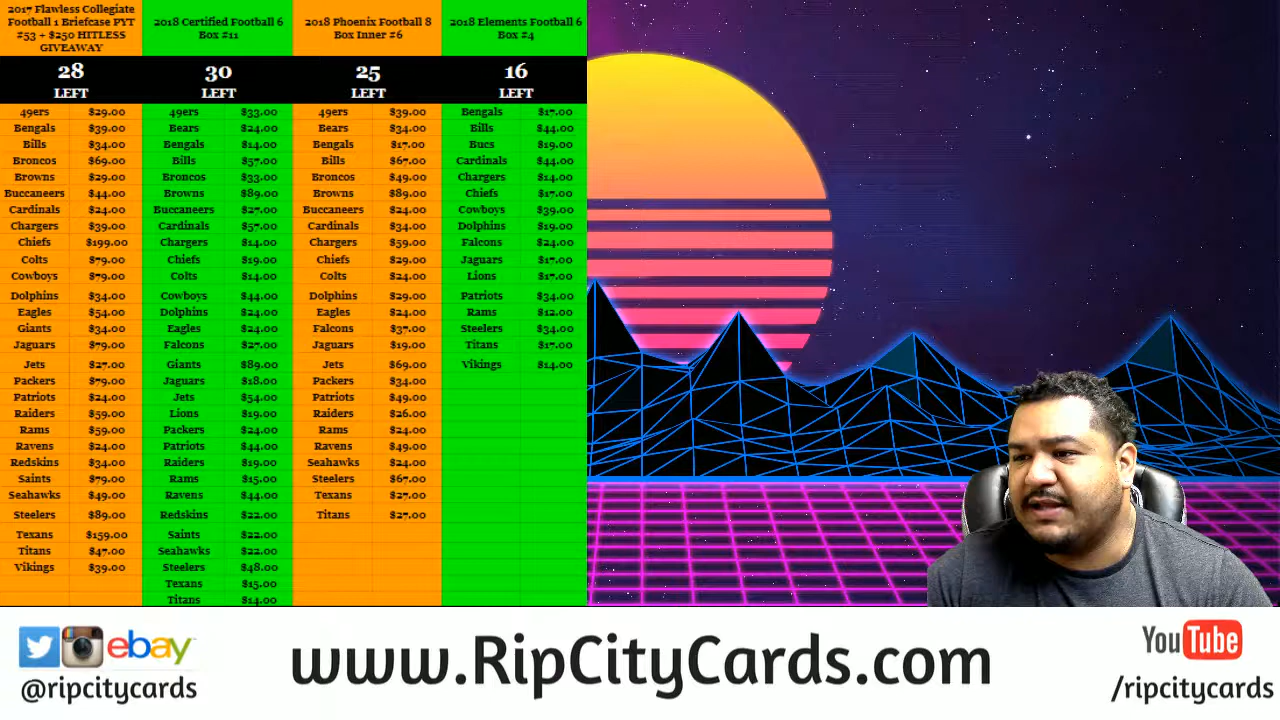 2017 Flawless Collegiate
Football 1 Briefcase PYT
#53 + $250 HITLESS
GIVEAWAY
28
LEFT
49ers $29.00
Bengals $39.00
Bills $34.00
Broncos $69.00
Browns $29.00
Buccaneers $44.00
Cardinals $24.00
Chargers $39.00
Chiefs $199.00
Colts $79.00
Cowboys $79.00
Dolphins $34.00
Eagles $54.00
Giants $34.00
Jaguars $79.00
Jets $27.00
Packers $79.00
Patriots $24.00
Raiders $59.00
Rams $59.00
Ravens $24.00
Redskins $34.00
Saints $79.00
Seahawks $49.00
Steelers $89.00
Texans $159.00
Titans $47.00
Vikings $39.00
2018 Certified Football 6
Box #11
30
LEFT
49ers $33.00
Bears $24.00
Bengals $14.00
Bills $57.00
Broncos $33.00
Browns $89.00
Buccaneers $27.00
Cardinals $57.00
Chargers $14.00
Chiefs $19.00
Colts $14.00
Cowboys $44.00
Dolphins $24.00
Eagles $24.00
Falcons $27.00
Giants $89.00
Jaguars $18.00
Jets $54.00
Lions $19.00
Packers $24.00
Patriots $44.00
Raiders $19.00
Rams $15.00
Ravens $44.00
Redskins $22.00
Saints $22.00
Seahawks $22.00
Steelers $48.00
Texans $15.00
Titans $14.00
2018 Phoenix Football 8
Box Inner #6
25
LEFT
49ers $39.00
Bears $34.00
Bengals $17.00
Bills $67.00
Broncos $49.00
Browns $89.00
Buccaneers $24.00
Cardinals $34.00
Chargers $59.00
Chiefs $29.00
Colts $24.00
Dolphins $29.00
Eagles $24.00
Falcons $37.00
Jaguars $19.00
Jets $69.00
Packers $34.00
Patriots $49.00
Raiders $26.00
Rams $24.00
Ravens $49.00
Seahawks $24.00
Steelers $67.00
Texans $27.00
Titans $27.00
2018 Elements Football 6
Box #4
16
LEFT
Bengals $17.00
Bills $44.00
Bucs $19.00
Cardinals $44.00
Chargers $14.00
Chiefs $17.00
Cowboys $39.00
Dolphins $19.00
Falcons $24.00
Jaguars $17.00
Lions $17.00
Patriots $34.00
Rams $12.00
Steelers $34.00
Titans $17.00
Vikings $14.00
ebay
@ripcitycards
www.RipCityCards.com
YouTube
/ripcitycards